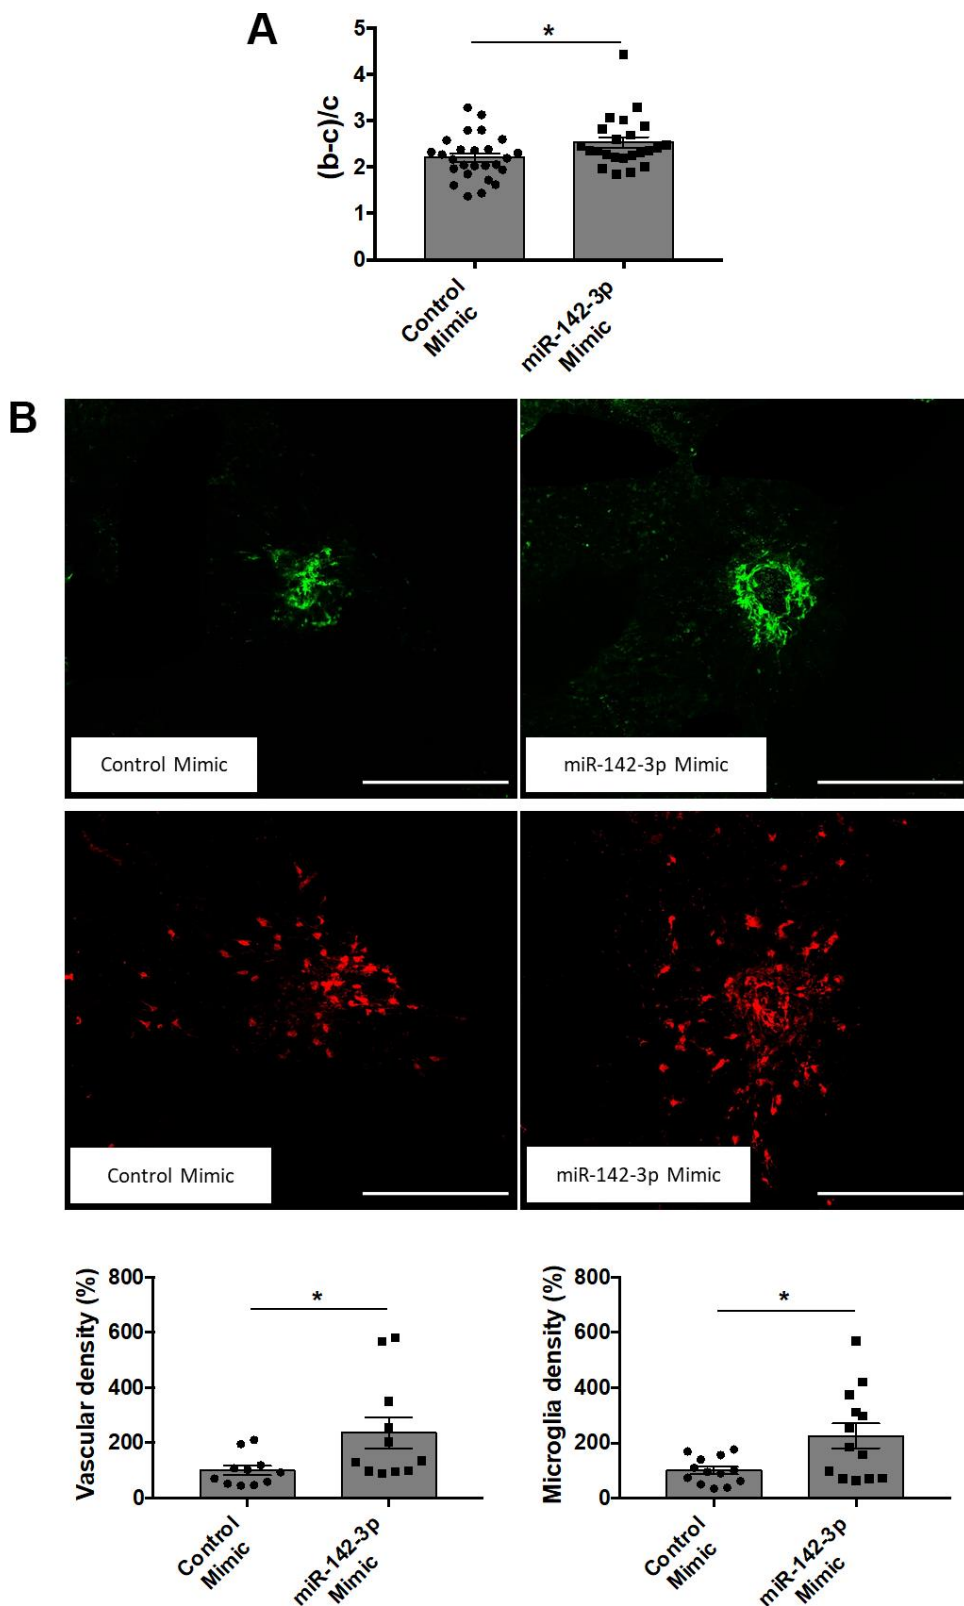 A
(b-c)/c
5
4
3
2
1
0
*
Control
Mimic
miR-142-3p
Mimic
B
Control Mimic
miR-142-3p Mimic
Control Mimic
miR-142-3p Mimic
Vascular density (%)
800
600
400
200
0
*
Control
Mimic
miR-142-3p
Mimic
Microglia density (%)
800
600
400
200
0
*
Control
Mimic
miR-142-3p
Mimic